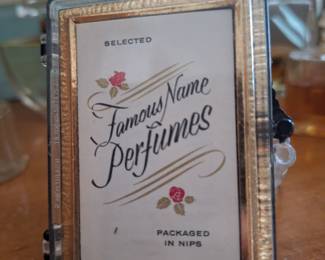 SELECTED
Famous Name
Perfumes
PACKAGED
IN NIPS